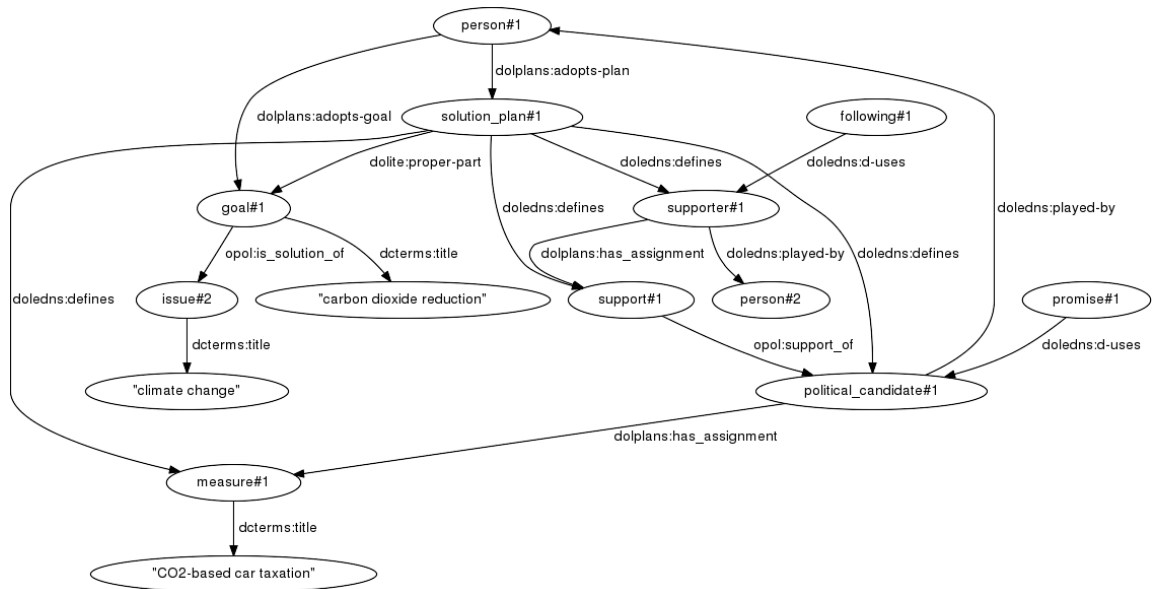 person#1
dolplans:adopts-plan
dolplans:adopts-goal
solution_plan#1
following#1
dolite:proper-part
doledns:defines
doledns:d-uses
goal#1
doledns:defines
supporter#1
doledns:played-by
opol:is_solution_of
dcterms:title
dolplans:has_assignment
doledns:played-by
doledns:defines
doledns:defines
issue#2
"carbon dioxide reduction"
support#1
person#2
promise#1
dcterms:title
opol:support_of
doledns:d-uses
"climate change"
political_candidate#1
dolplans:has_assignment
measure#1
dcterms:title
"CO2-based car taxation"